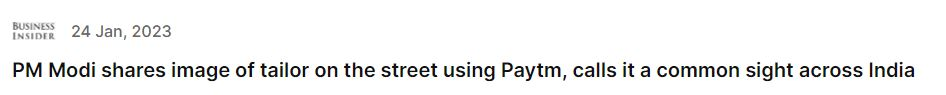 BUSINESS
INSIDER
24 Jan, 2023
PM Modi shares image of tailor on the street using Paytm, calls it a common sight across India